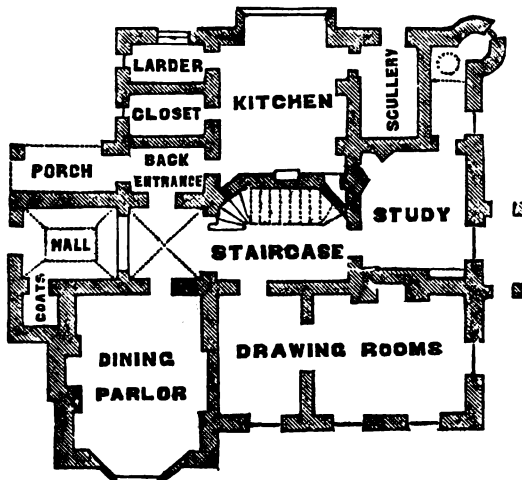 LARDER
CLOSET
KITCHEN
SCULLERY
PORCH
BACK
ENTRANCE
HALL
STAIRCASE
STUDY
COATS
DINING
PARLOR
DRAWING ROOMS